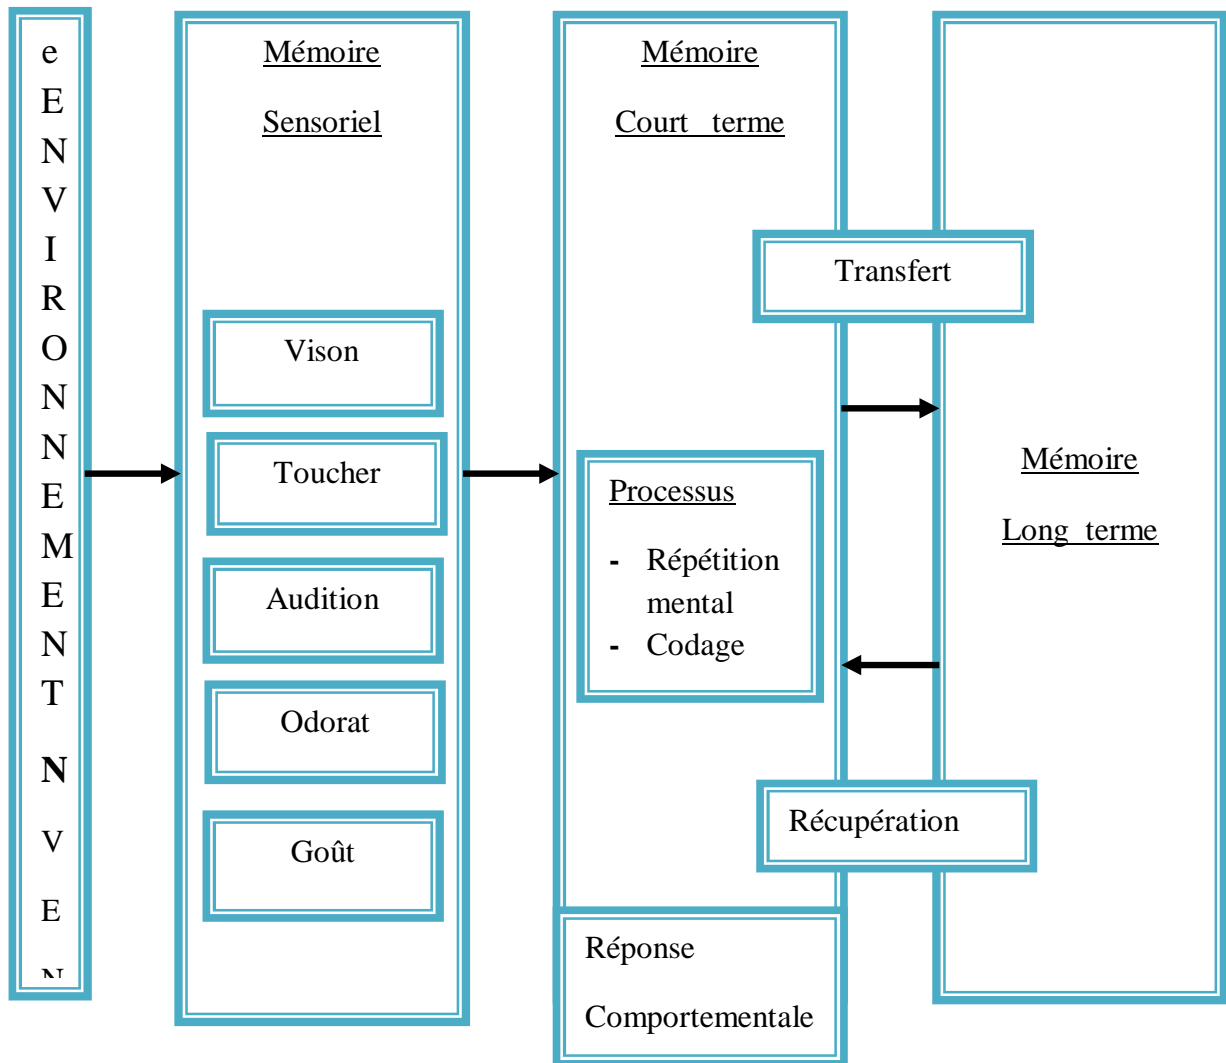 e
E
N
V
I
R
O
N
N
E
M
E
N
T
N
V
E
N
Mémoire
Sensoriel
Vison
Toucher
Audition
Odorat
Goût
Mémoire
Court terme
Processus
- Répétition
mental
- Codage
Réponse
Comportementale
Transfert
Récupération
Mémoire
Long terme